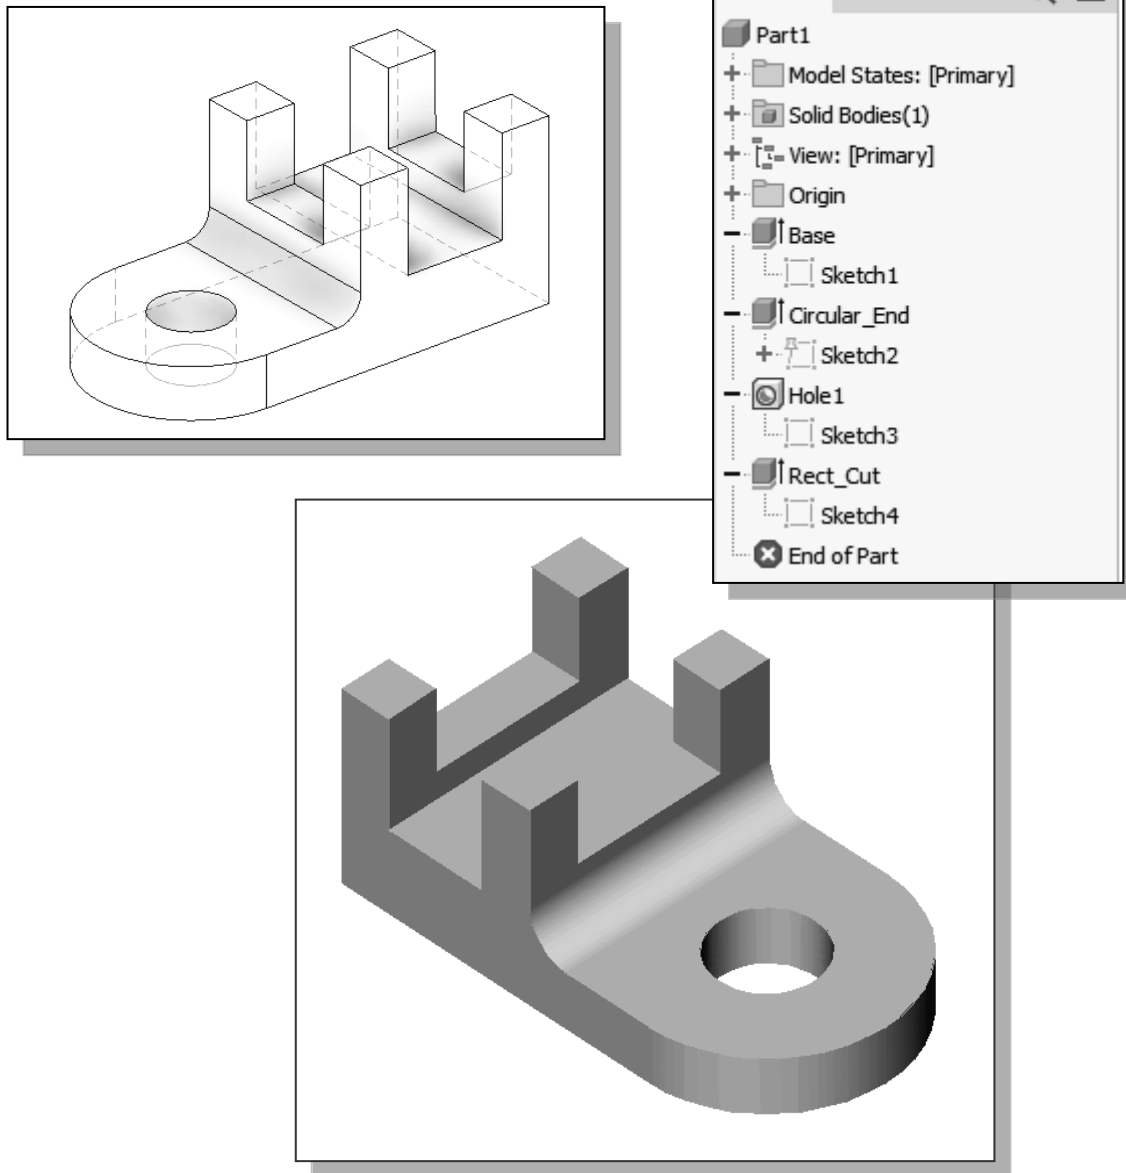 Part1
Model States: [Primary]
Solid Bodies(1)
View: [Primary]
Origin
Base
Sketch1
Circular_End
Sketch2
Hole1
Sketch3
Rect_Cut
Sketch4
End of Part